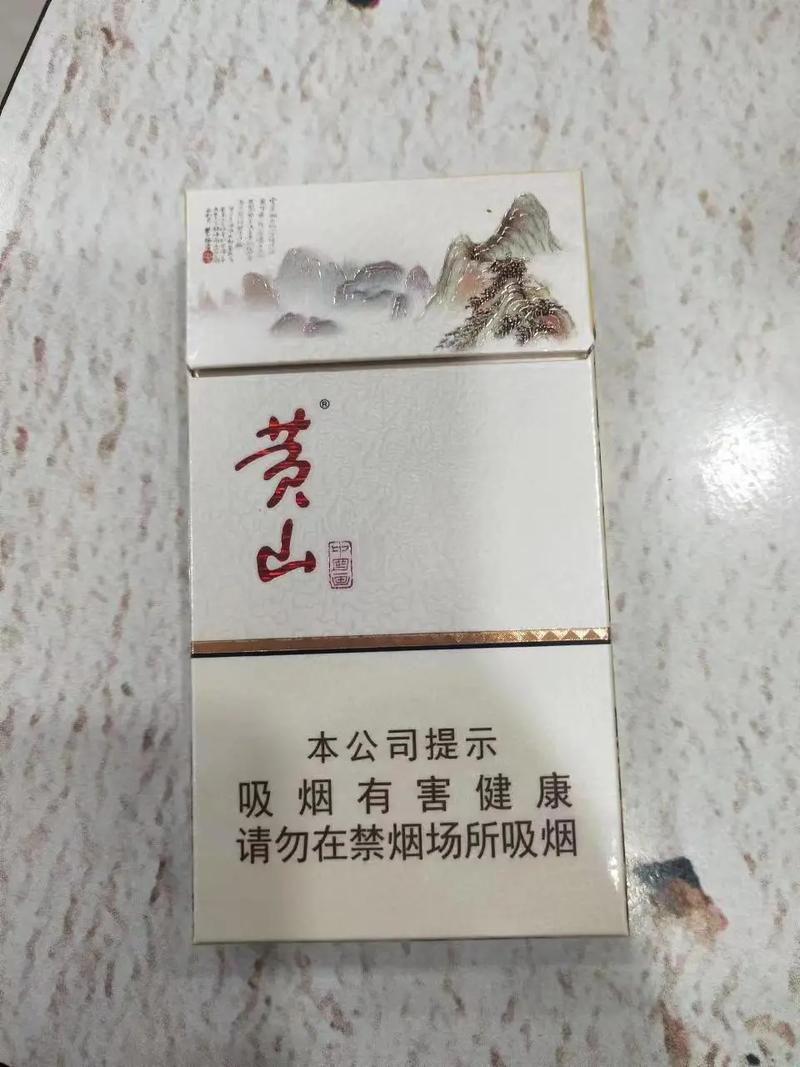 黄山®
中国画
本公司提示
吸烟有害健康
请勿在禁烟场所吸烟